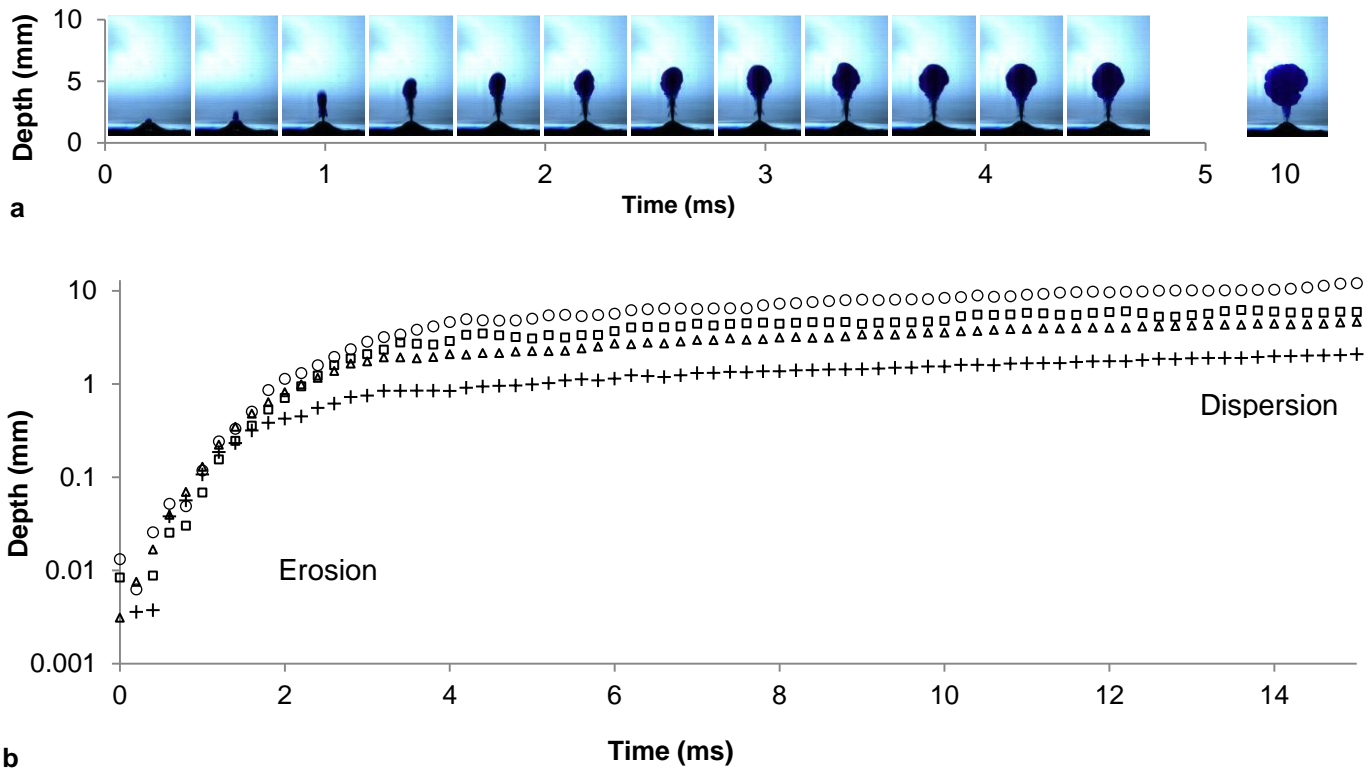 10
5
0
Depth (mm)
0 1 2 3 4 5 10
Time (ms)
a
10
1
0.1
0.01
0.001
Depth (mm)
Dispersion
Erosion
0 2 4 6 8 10 12 14
Time (ms)
b